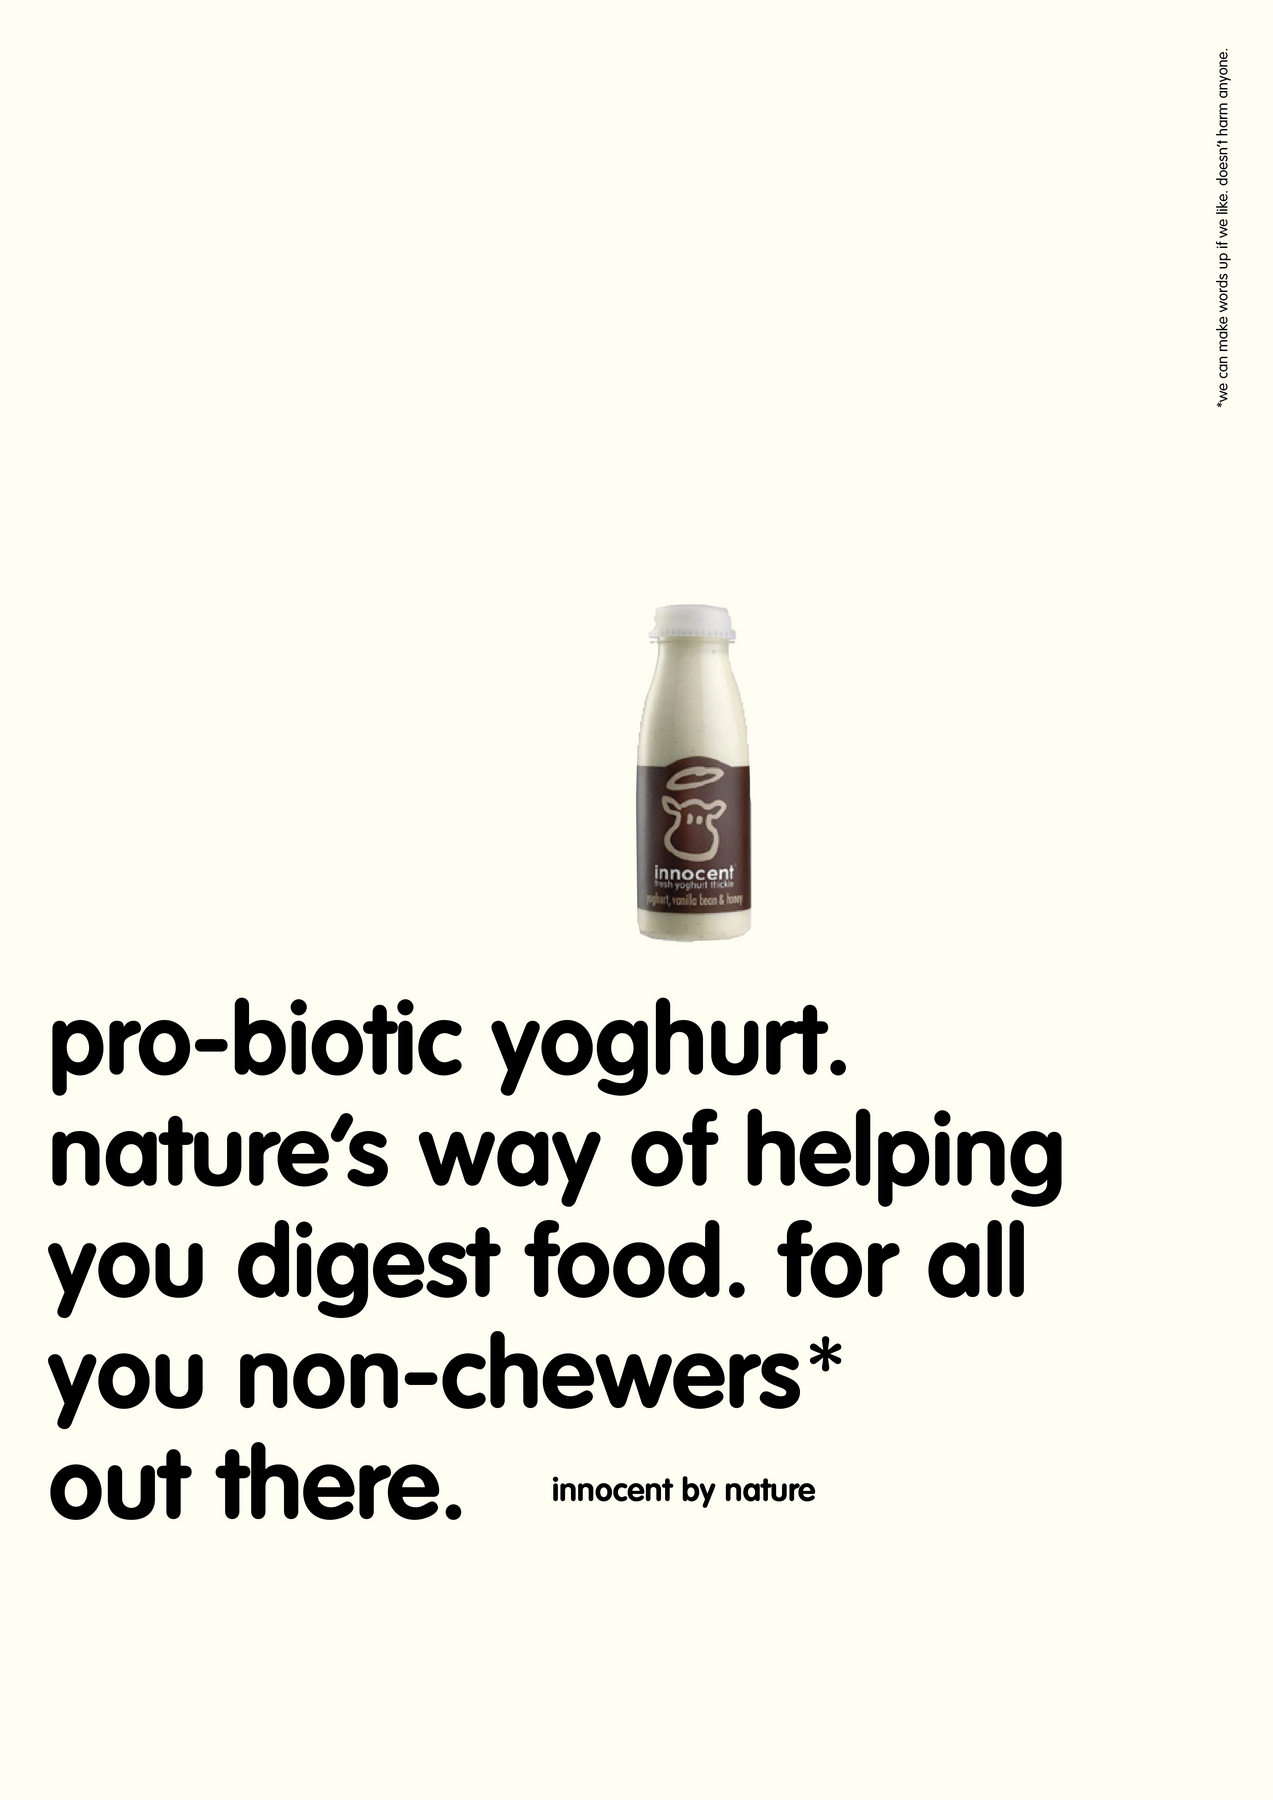 *we can make words up if we like. doesn't harm anyone.
innocent
fresh yoghurt thickie
yoghurt, vanilla bean & honey
pro-biotic yoghurt.
nature's way of helping
you digest food. for all
you non-chewers*
out there.
innocent by nature